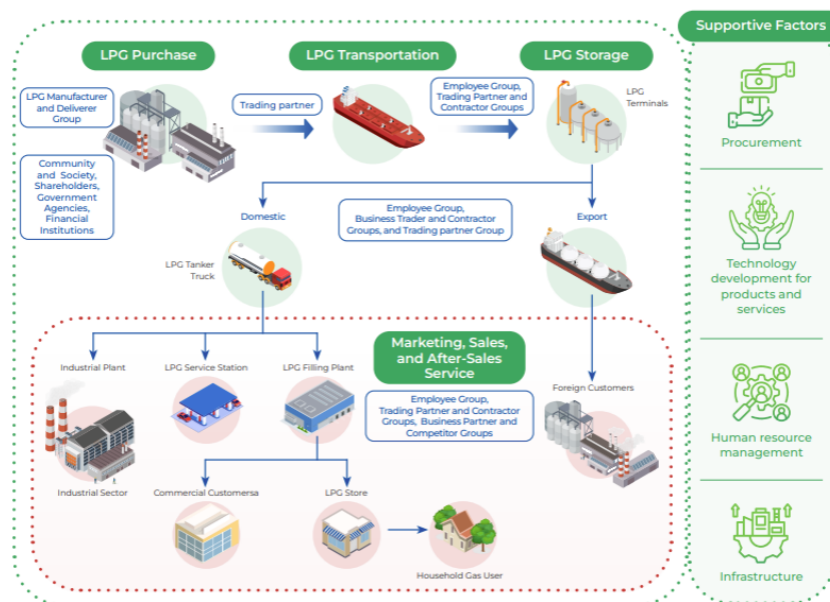 LPG Purchase
LPG Transportation
LPG Storage
Supportive Factors
LPG Manufacturer
and Deliverer
Group
Community
and Society,
Shareholders,
Government
Agencies,
Financial
Institutions
Trading partner
Employee Group,
Trading Partner and
Contractor Groups
LPG
Terminals
Domestic
Employee Group,
Business Trader and Contractor
Groups, and Trading partner Group
Export
LPG Tanker
Truck
Marketing, Sales,
and After-Sales
Service
Employee Group,
Trading Partner and Contractor
Groups, Business Partner and
Competitor Groups
Industrial Plant
LPG Service Station
LPG Filling Plant
Foreign Customers
Industrial Sector
Commercial Customersa
LPG Store
Household Gas User
Procurement
Technology
development for
products and
services
Human resource
management
Infrastructure